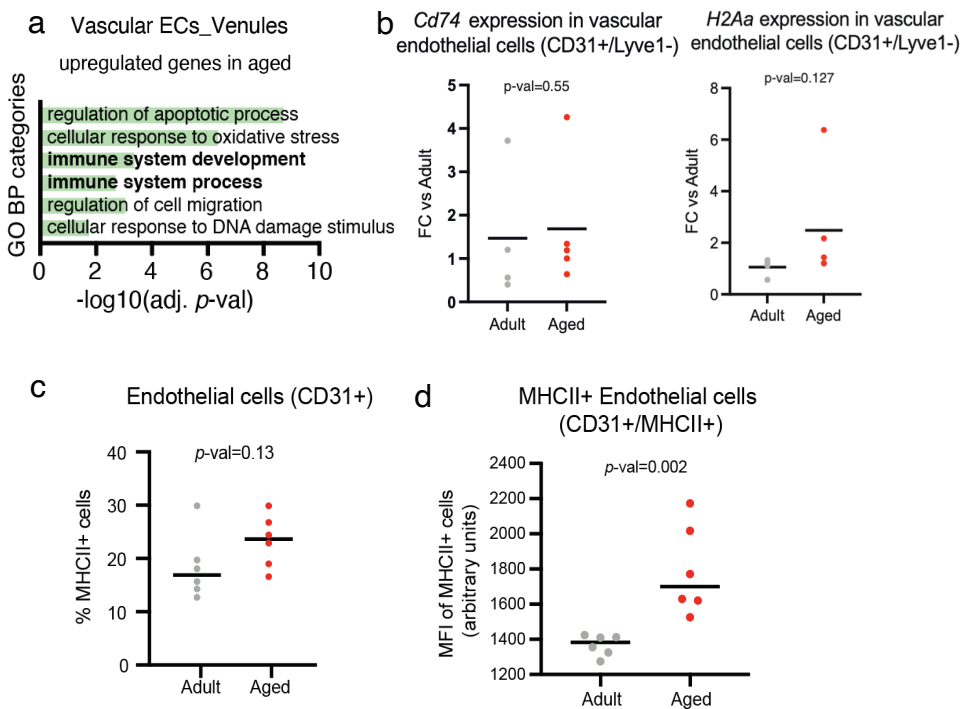 a
Vascular ECs_Venules
upregulated genes in aged
GO BP categories
regulation of apoptotic process
cellular response to oxidative stress
immune system development
immune system process
regulation of cell migration
cellular response to DNA damage stimulus
0 2 4 6 8 10
-log10(adj. p-val)
b
Cd74 expression in vascular
endothelial cells (CD31+/Lyve1-)
p-val=0.55
FC vs Adult
5
4
3
2
1
0
Adult Aged
H2Aa expression in vascular
endothelial cells (CD31+/Lyve1-)
p-val=0.127
FC vs Adult
8
6
4
2
0
Adult Aged
c
Endothelial cells (CD31+)
p-val=0.13
% MHCII+ cells
40
30
20
10
0
Adult Aged
d
MHCII+ Endothelial cells
(CD31+/MHCII+)
p-val=0.002
MFI of MHCII+ cells
(arbitrary units)
2400
2200
2000
1800
1600
1400
1200
Adult Aged